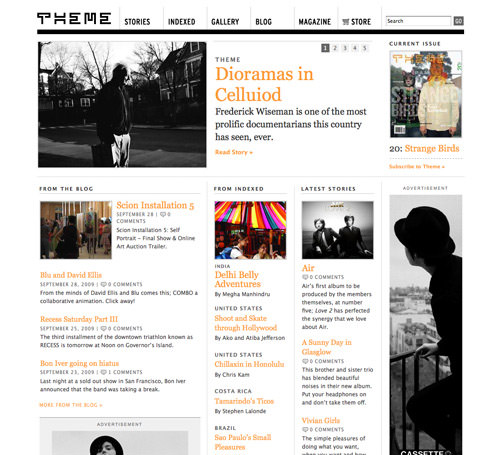 THEME
STORIES
INDEXED
GALLERY
BLOG
MAGAZINE
STORE
Search
GO
1 2 3 4 5
THEME
Dioramas in
Celluiod
Frederick Wiseman is one of the most
prolific documentarians this country
has seen, ever.
Read Story »
CURRENT ISSUE
THEME
STRANGE
BIRDS
20: Strange Birds
Subscribe to Theme »
FROM THE BLOG
Scion Installation 5
SEPTEMBER 28 | 0
COMMENTS
Scion Installation 5: Self
Portrait – Final Show & Online
Art Auction Trailer.
Blu and David Ellis
SEPTEMBER 28, 2009 | 0 COMMENTS
From the minds of David Ellis and Blu comes this; COMBO a
collaborative animation. Click away!
Recess Saturday Part III
SEPTEMBER 25, 2009 | 0 COMMENTS
The third installment of the downtown triathlon known as
RECESS is tomorrow at Noon on Governor's Island.
Bon Iver going on hiatus
SEPTEMBER 23, 2009 | 1 COMMENTS
Last night at a sold out show in San Francisco, Bon Iver
announced that the band was taking a break.
MORE FROM THE BLOG »
ADVERTISEMENT
FROM INDEXED
INDIA
Delhi Belly
Adventures
By Megha Manhindru
UNITED STATES
Shoot and Skate
through Hollywood
By Ako and Atiba Jefferson
UNITED STATES
Chillaxin in Honolulu
By Chris Kam
COSTA RICA
Tamarindo's Ticos
By Stephen Lalonde
BRAZIL
Sao Paulo's Small
Pleasures
LATEST STORIES
Air
0 COMMENTS
Air's first album to be
produced by the members
themselves, at number
five; Love 2 has perfected
the synergy that we love
about Air.
A Sunny Day in
Glasgow
0 COMMENTS
This brother and sister trio
has blended beautiful
noises in their new album.
Put your headphones on
and don't take them off.
Vivian Girls
0 COMMENTS
The simple pleasures of
doing what you want,
when you want and how
ADVERTISEMENT
CASSETTE